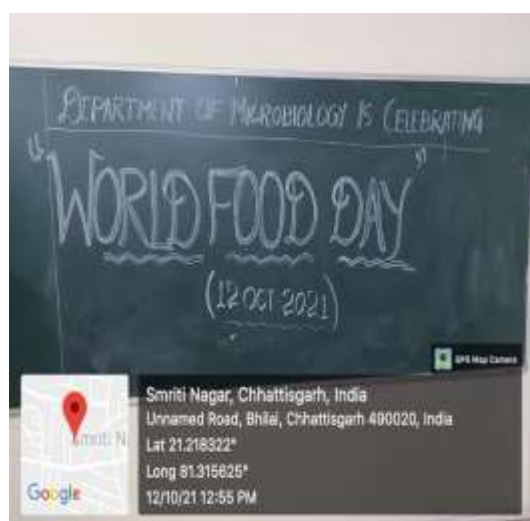 DEPARTMENT OF MICROBIOLOGY IS CELEBRATING
"WORLD FOOD DAY"
(12 OCT 2021)
GPS Map Camera
Smriti Nagar, Chhattisgarh, India
Unnamed Road, Bhilai, Chhattisgarh 490020, India
Lat 21.218322°
Long 81.315625°
12/10/21 12:55 PM
Smriti N
Google